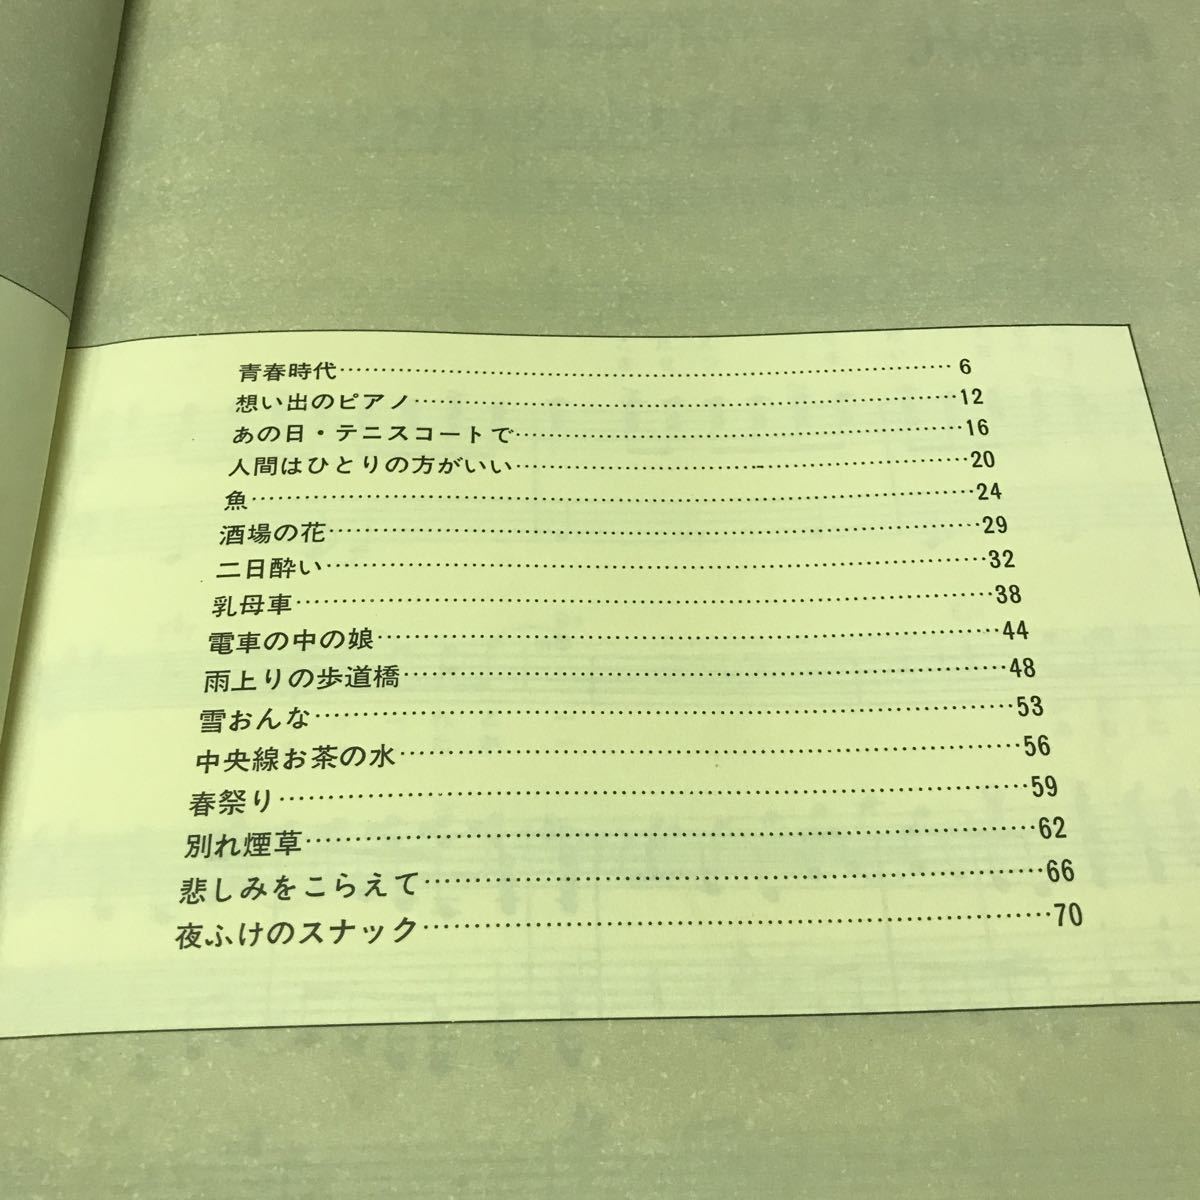 青春時代……6
想い出のピアノ……12
あの日・テニスコートで……16
人間はひとりの方がいい……20
魚……24
酒場の花……29
二日酔い……32
乳母車……38
電車の中の娘……44
雨上りの歩道橋……48
雪おんな……53
中央線お茶の水……56
春祭り……59
別れ煙草……62
悲しみをこらえて……66
夜ふけのスナック……70